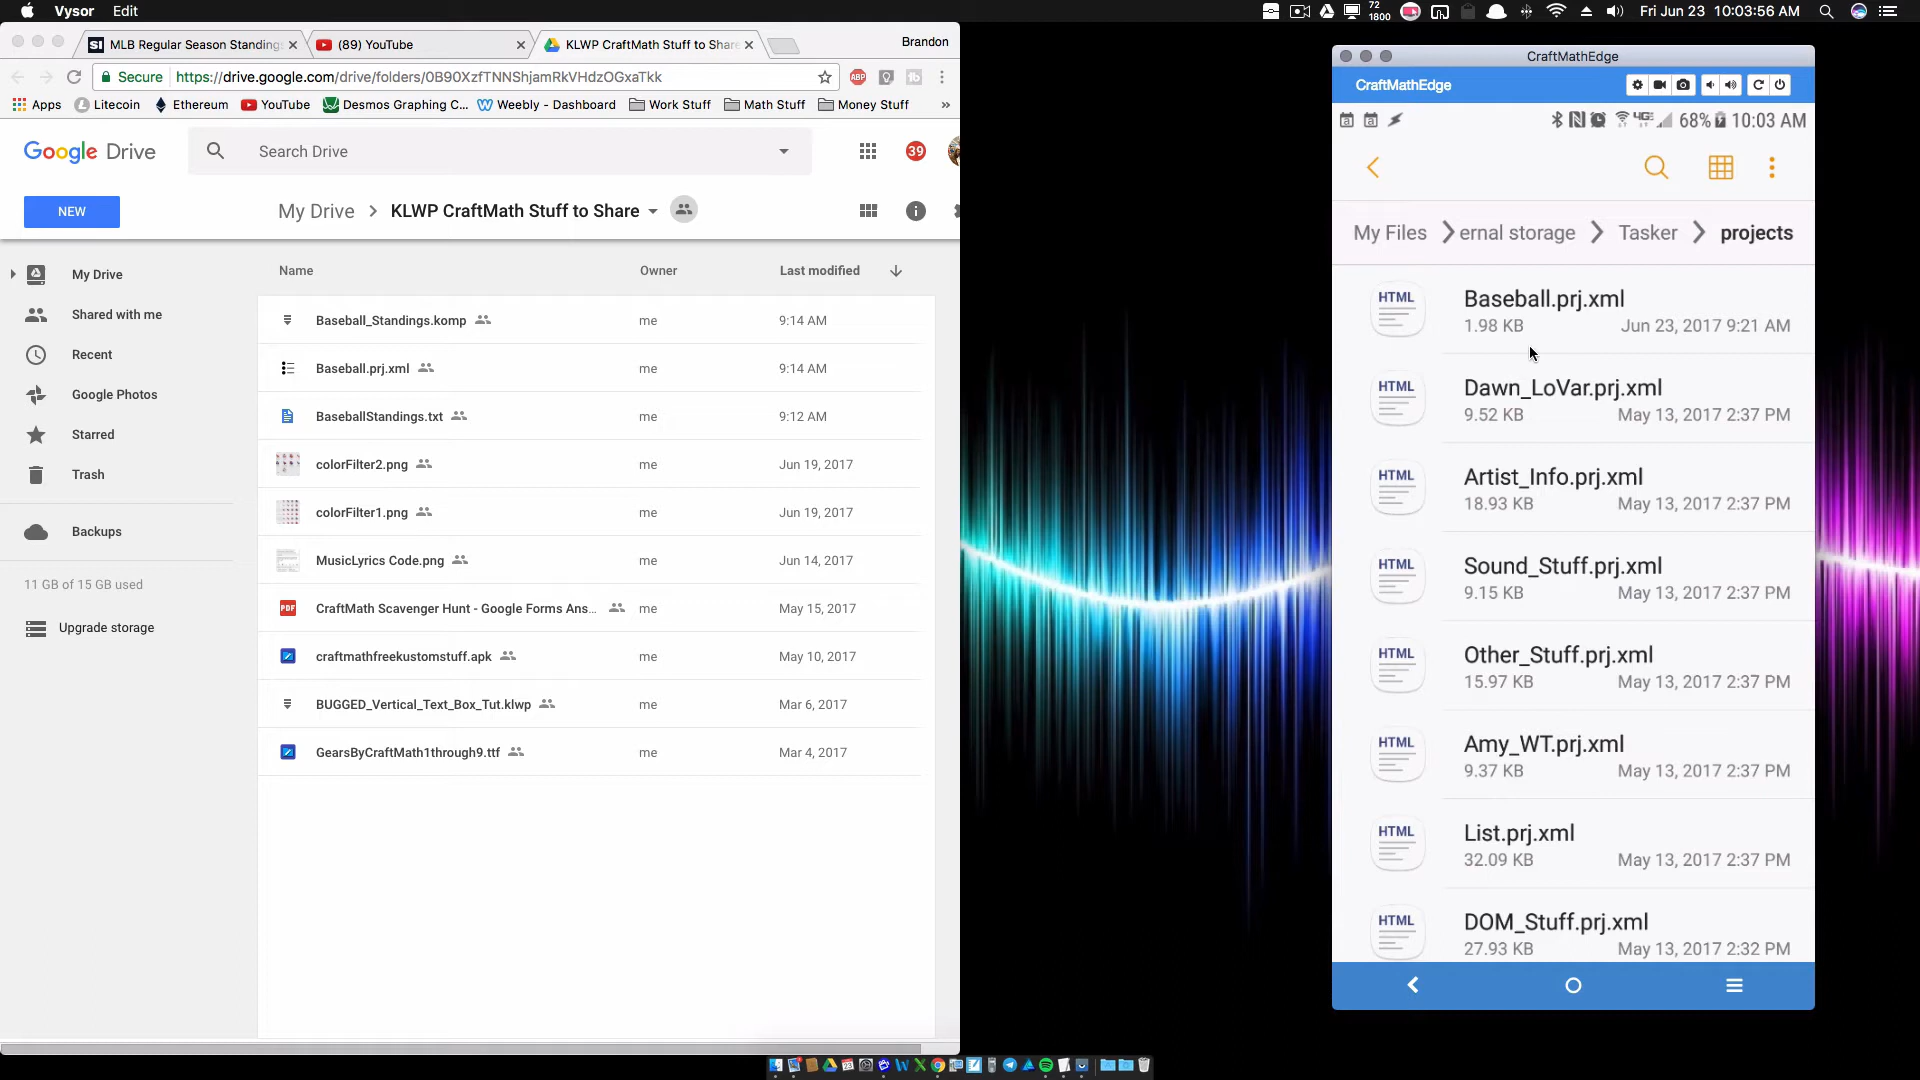 Vysor Edit
72
1800
Fri Jun 23 10:03:56 AM
SI MLB Regular Season Standing
(89) YouTube
KLWP CraftMath Stuff to Share
Brandon
Secure https://drive.google.com/drive/folders/0B90XzfTNNShjamRkVHdzOGxaTkk
ABP
Apps Litecoin Ethereum YouTube Desmos Graphing C... Weebly - Dashboard Work Stuff Math Stuff Money Stuff »
Google Drive
Search Drive
39
NEW
My Drive
KLWP CraftMath Stuff to Share
My Drive
Shared with me
Recent
Google Photos
Starred
Trash
Backups
11 GB of 15 GB used
Upgrade storage
Name Owner Last modified
Baseball_Standings.komp me 9:14 AM
Baseball.prj.xml me 9:14 AM
BaseballStandings.txt me 9:12 AM
colorFilter2.png me Jun 19, 2017
colorFilter1.png me Jun 19, 2017
MusicLyrics Code.png me Jun 14, 2017
PDF CraftMath Scavenger Hunt - Google Forms Ans... me May 15, 2017
craftmathfreekustomstuff.apk me May 10, 2017
BUGGED_Vertical_Text_Box_Tut.klwp me Mar 6, 2017
GearsByCraftMath1through9.ttf me Mar 4, 2017
CraftMathEdge
CraftMathEdge
4G 68% 10:03 AM
My Files ernal storage Tasker projects
HTML Baseball.prj.xml
1.98 KB Jun 23, 2017 9:21 AM
HTML Dawn_LoVar.prj.xml
9.52 KB May 13, 2017 2:37 PM
HTML Artist_Info.prj.xml
18.93 KB May 13, 2017 2:37 PM
HTML Sound_Stuff.prj.xml
9.15 KB May 13, 2017 2:37 PM
HTML Other_Stuff.prj.xml
15.97 KB May 13, 2017 2:37 PM
HTML Amy_WT.prj.xml
9.37 KB May 13, 2017 2:37 PM
HTML List.prj.xml
32.09 KB May 13, 2017 2:37 PM
HTML DOM_Stuff.prj.xml
27.93 KB May 13, 2017 2:32 PM